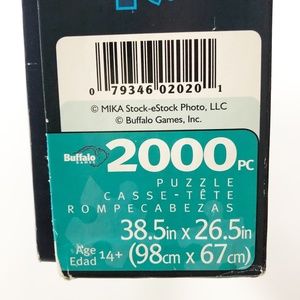 0 79346 02020 1
© MIKA Stock-eStock Photo, LLC
© Buffalo Games, Inc.
Buffalo GAMES 2000 PC
PUZZLE
CASSE-TÊTE
ROMPECABEZAS
38.5in x 26.5in
Age
Edad 14+ (98cm x 67cm)